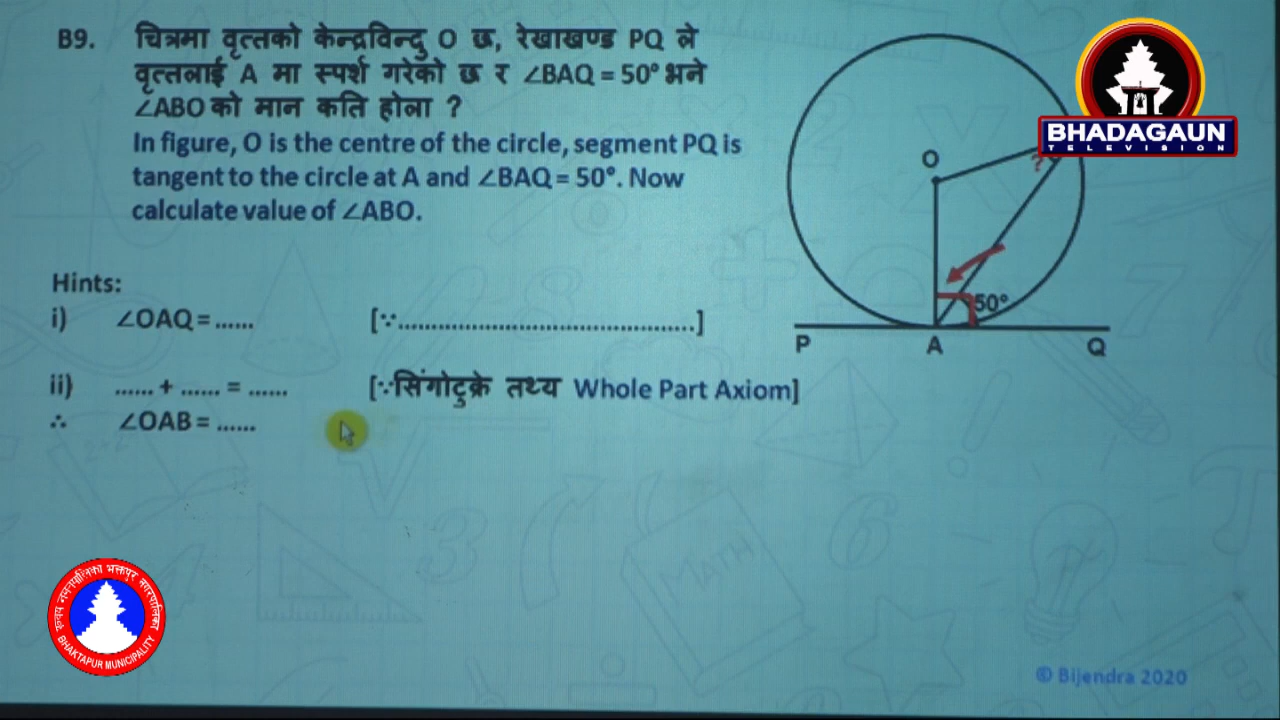 B9. चित्रमा वृत्तको केन्द्रविन्दु O छ, रेखाखण्ड PQ ले
वृत्तलाई A मा स्पर्श गरेको छ र ∠BAQ = 50° भने
∠ABO को मान कति होला ?
In figure, O is the centre of the circle, segment PQ is
tangent to the circle at A and ∠BAQ = 50°. Now
calculate value of ∠ABO.
Hints:
i) ∠OAQ = ...... [∵............................................]
ii) ...... + ...... = ...... [∵सिंगोटुक्रे तथ्य Whole Part Axiom]
∴ ∠OAB = ......
O
50°
P
A
Q
BHADAGAUN
TELEVISION
MATH
BHAKTAPUR MUNICIPALITY
© Bijendra 2020